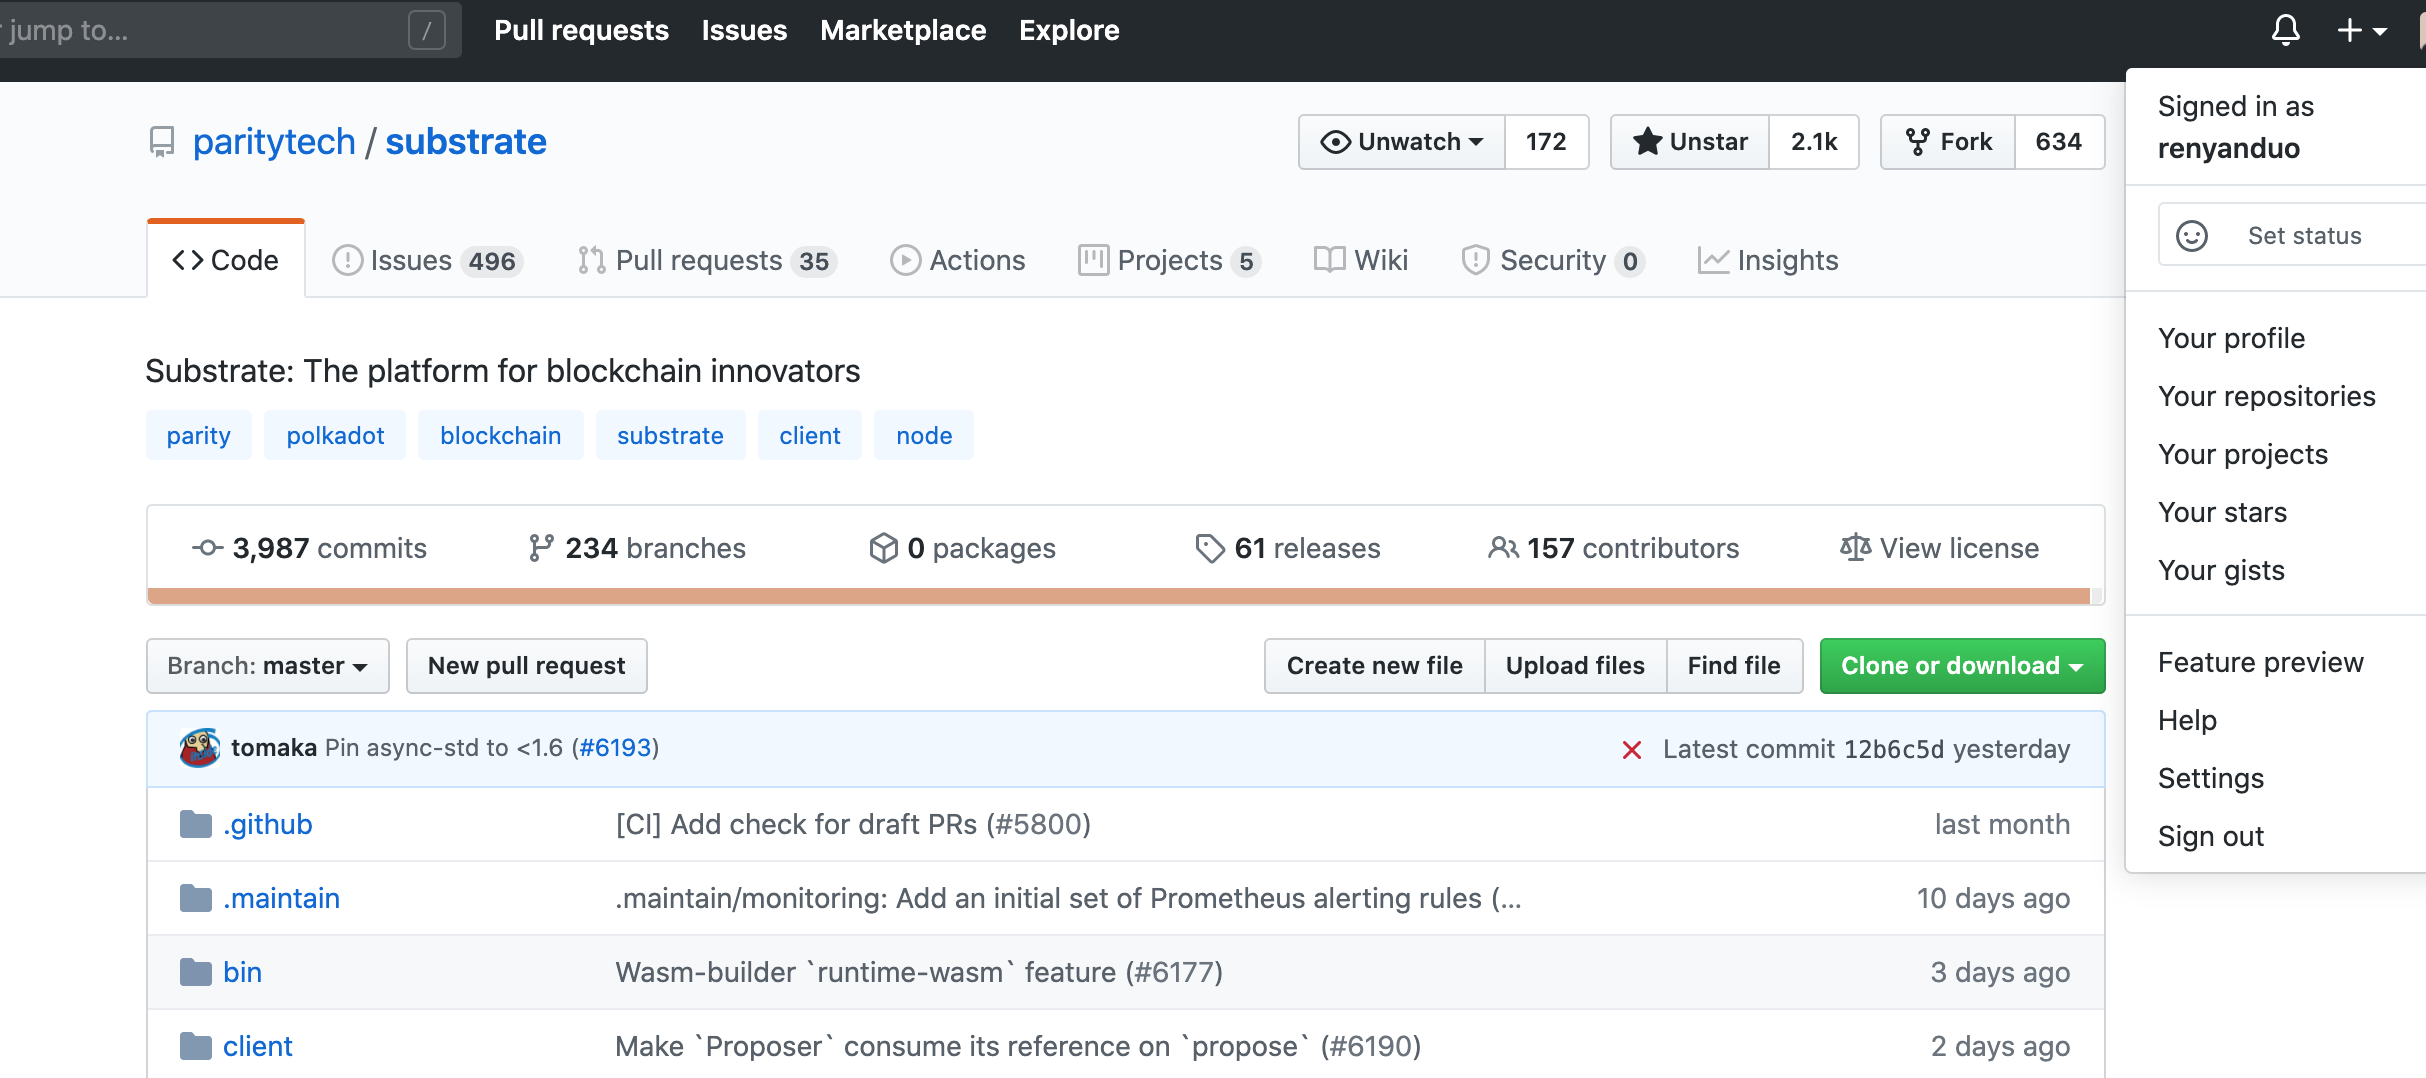 jump to... /
Pull requests Issues Marketplace Explore
paritytech / substrate
Unwatch 172
Unstar 2.1k
Fork 634
Code
Issues 496
Pull requests 35
Actions
Projects 5
Wiki
Security 0
Insights
Substrate: The platform for blockchain innovators
parity polkadot blockchain substrate client node
3,987 commits
234 branches
0 packages
61 releases
157 contributors
View license
Branch: master
New pull request
Create new file
Upload files
Find file
Clone or download
tomaka Pin async-std to <1.6 (#6193)
Latest commit 12b6c5d yesterday
.github [CI] Add check for draft PRs (#5800) last month
.maintain .maintain/monitoring: Add an initial set of Prometheus alerting rules (... 10 days ago
bin Wasm-builder `runtime-wasm` feature (#6177) 3 days ago
client Make `Proposer` consume its reference on `propose` (#6190) 2 days ago
Signed in as
renyanduo
Set status
Your profile
Your repositories
Your projects
Your stars
Your gists
Feature preview
Help
Settings
Sign out